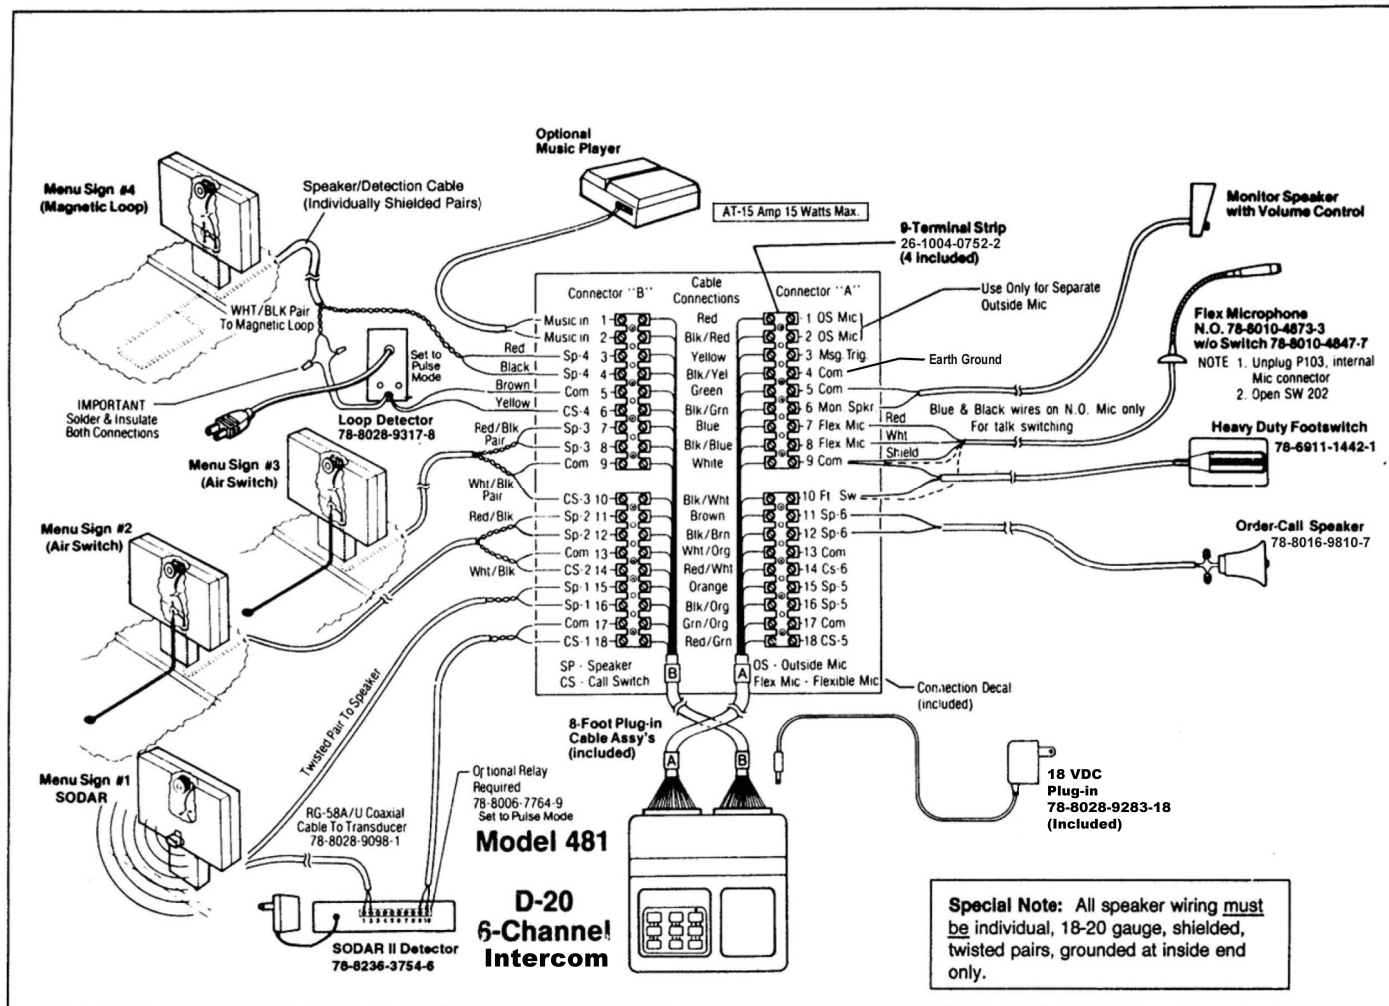 Optional
Music Player
Menu Sign #4
(Magnetic Loop)
Speaker/Detection Cable
(Individually Shielded Pairs)
AT-15 Amp 15 Watts Max.
9-Terminal Strip
26-1004-0752-2
(4 included)
Monitor Speaker
with Volume Control
Use Only for Separate
Outside Mic
Flex Microphone
N.O. 78-8010-4873-3
w/o Switch 78-8010-4847-7
NOTE 1. Unplug P103, internal
Mic connector
2. Open SW 202
WHT/BLK Pair
To Magnetic Loop
Set to
Pulse
Mode
IMPORTANT
Solder & Insulate
Both Connections
Loop Detector
78-8028-9317-8
Red
Black
Brown
Yellow
Red/Blk
Pair
Wht/Blk
Pair
Red/Blk
Wht/Blk
Connector "B"
Cable
Connections
Connector "A"
Music in 1 Red 1 OS Mic
Music in 2 Blk/Red 2 OS Mic
Sp-4 3 Yellow 3 Msg. Trig.
Sp-4 4 Blk/Yel 4 Com
Com 5 Green 5 Com
CS-4 6 Blk/Grn 6 Mon Spkr
Sp-3 7 Blue 7 Flex Mic
Sp-3 8 Blk/Blue 8 Flex Mic
Com 9 White 9 Com
CS-3 10 Blk/Wht 10 Ft Sw
Sp-2 11 Brown 11 Sp-6
Sp-2 12 Blk/Brn 12 Sp-6
Com 13 Wht/Org 13 Com
CS-2 14 Red/Wht 14 Cs-6
Sp-1 15 Orange 15 Sp-5
Sp-1 16 Blk/Org 16 Sp-5
Com 17 Grn/Org 17 Com
CS-1 18 Red/Grn 18 CS-5
SP - Speaker
CS - Call Switch
OS - Outside Mic
Flex Mic - Flexible Mic
B
A
Earth Ground
Blue & Black wires on N.O. Mic only
For talk switching
Red
Wht
Shield
Heavy Duty Footswitch
78-6911-1442-1
Order-Call Speaker
78-8016-9810-7
Menu Sign #3
(Air Switch)
Menu Sign #2
(Air Switch)
Menu Sign #1
SODAR
Twisted Pair To Speaker
Connection Decal
(included)
8-Foot Plug-in
Cable Assy's
(included)
A
B
18 VDC
Plug-in
78-8028-9283-18
(Included)
Optional Relay
Required
78-8006-7764-9
Set to Pulse Mode
RG-58A/U Coaxial
Cable To Transducer
78-8028-9098-1
1 2 3 4 5 6 7 8 9 10
SODAR II Detector
78-8236-3754-6
Model 481
D-20
6-Channel
Intercom
Special Note: All speaker wiring must
be individual, 18-20 gauge, shielded,
twisted pairs, grounded at inside end
only.